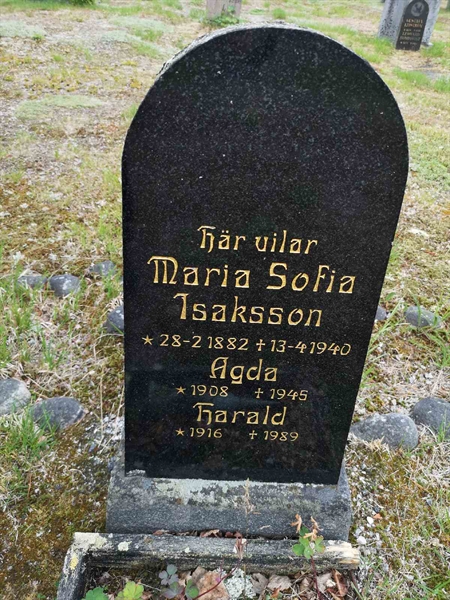 Här vilar
Maria Sofia
Isaksson
* 28-2 1882 + 13-4 1940
Agda
* 1908 + 1945
Harald
* 1916 + 1989